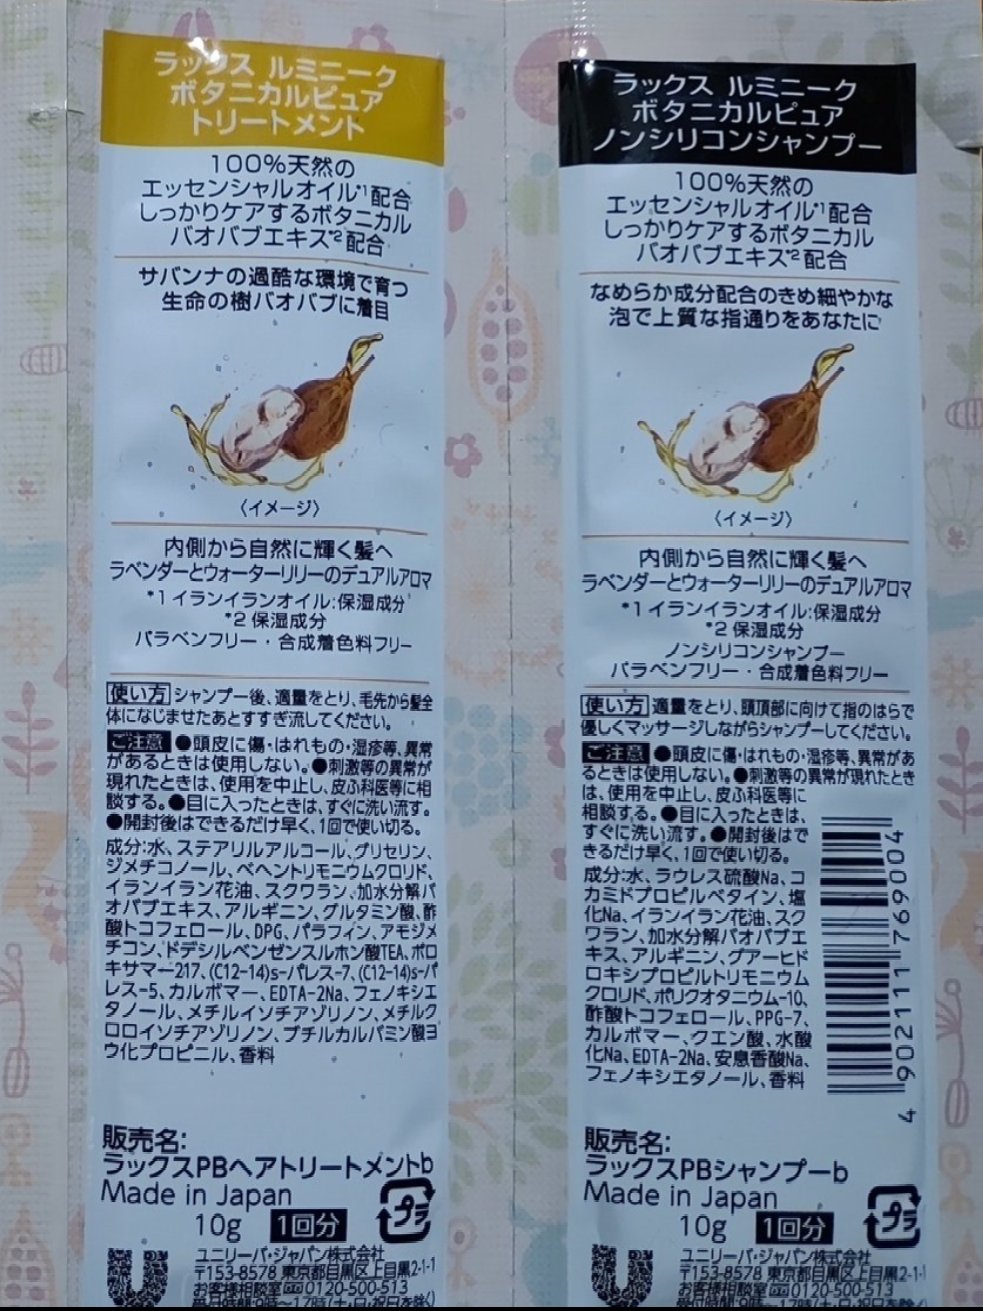 ラックス ルミニーク
ボタニカルピュア
トリートメント
100%天然の
エッセンシャルオイル*1配合
しっかりケアするボタニカル
バオバブエキス*2配合
サバンナの過酷な環境で育つ
生命の樹バオバブに着目
〈イメージ〉
内側から自然に輝く髪へ
ラベンダーとウォーターリリーのデュアルアロマ
*1 イランイランオイル:保湿成分
*2 保湿成分
パラベンフリー・合成着色料フリー
使い方 シャンプー後、適量をとり、毛先から髪全
体になじませたあとすすぎ流してください。
ご注意 ●頭皮に傷・はれもの・湿疹等、異常
があるときは使用しない。●刺激等の異常が
現れたときは、使用を中止し、皮ふ科医等に相
談する。●目に入ったときは、すぐに洗い流す。
●開封後はできるだけ早く、1回で使い切る。
成分:水、ステアリルアルコール、グリセリン、
ジメチコノール、ベヘントリモニウムクロリド、
イランイラン花油、スクワラン、加水分解バ
オバブエキス、アルギニン、グルタミン酸、酢
酸トコフェロール、DPG、パラフィン、アモジメ
チコン、ドデシルベンゼンスルホン酸TEA、ポロ
キサマー217、(C12-14)s-パレス-7、(C12-14)s-パ
レス-5、カルボマー、EDTA-2Na、フェノキシエ
タノール、メチルイソチアゾリノン、メチルク
ロロイソチアゾリノン、ブチルカルバミン酸ヨ
ウ化プロピニル、香料
販売名:
ラックスPBヘアトリートメントb
Made in Japan
10g 1回分
プラ
ユニリーバ・ジャパン株式会社
〒153-8578 東京都目黒区上目黒2-1-1
お客様相談室 0120-500-513
受付時間:9時〜17時(土・日・祝日を除く)
ラックス ルミニーク
ボタニカルピュア
ノンシリコンシャンプー
100%天然の
エッセンシャルオイル*1配合
しっかりケアするボタニカル
バオバブエキス*2配合
なめらか成分配合のきめ細やかな
泡で上質な指通りをあなたに
〈イメージ〉
内側から自然に輝く髪へ
ラベンダーとウォーターリリーのデュアルアロマ
*1 イランイランオイル:保湿成分
*2 保湿成分
ノンシリコンシャンプー
パラベンフリー・合成着色料フリー
使い方 適量をとり、頭頂部に向けて指のはらで
優しくマッサージしながらシャンプーしてください。
ご注意 ●頭皮に傷・はれもの・湿疹等、異常があ
るときは使用しない。●刺激等の異常が現れたとき
は、使用を中止し、皮ふ科医等に
相談する。●目に入ったときは、
すぐに洗い流す。●開封後はで
きるだけ早く、1回で使い切る。
成分:水、ラウレス硫酸Na、コ
カミドプロピルベタイン、塩
化Na、イランイラン花油、スク
ワラン、加水分解バオバブエ
キス、アルギニン、グアーヒド
ロキシプロピルトリモニウム
クロリド、ポリクオタニウム-10、
酢酸トコフェロール、PPG-7、
カルボマー、クエン酸、水酸
化Na、EDTA-2Na、安息香酸Na、
フェノキシエタノール、香料
4 902111 769004
販売名:
ラックスPBシャンプーb
Made in Japan
10g 1回分
プラ
ユニリーバ・ジャパン株式会社
〒153-8578 東京都目黒区上目黒2-1-1
お客様相談室 0120-500-513
受付時間:9時〜17時(土・日・祝日を除く)